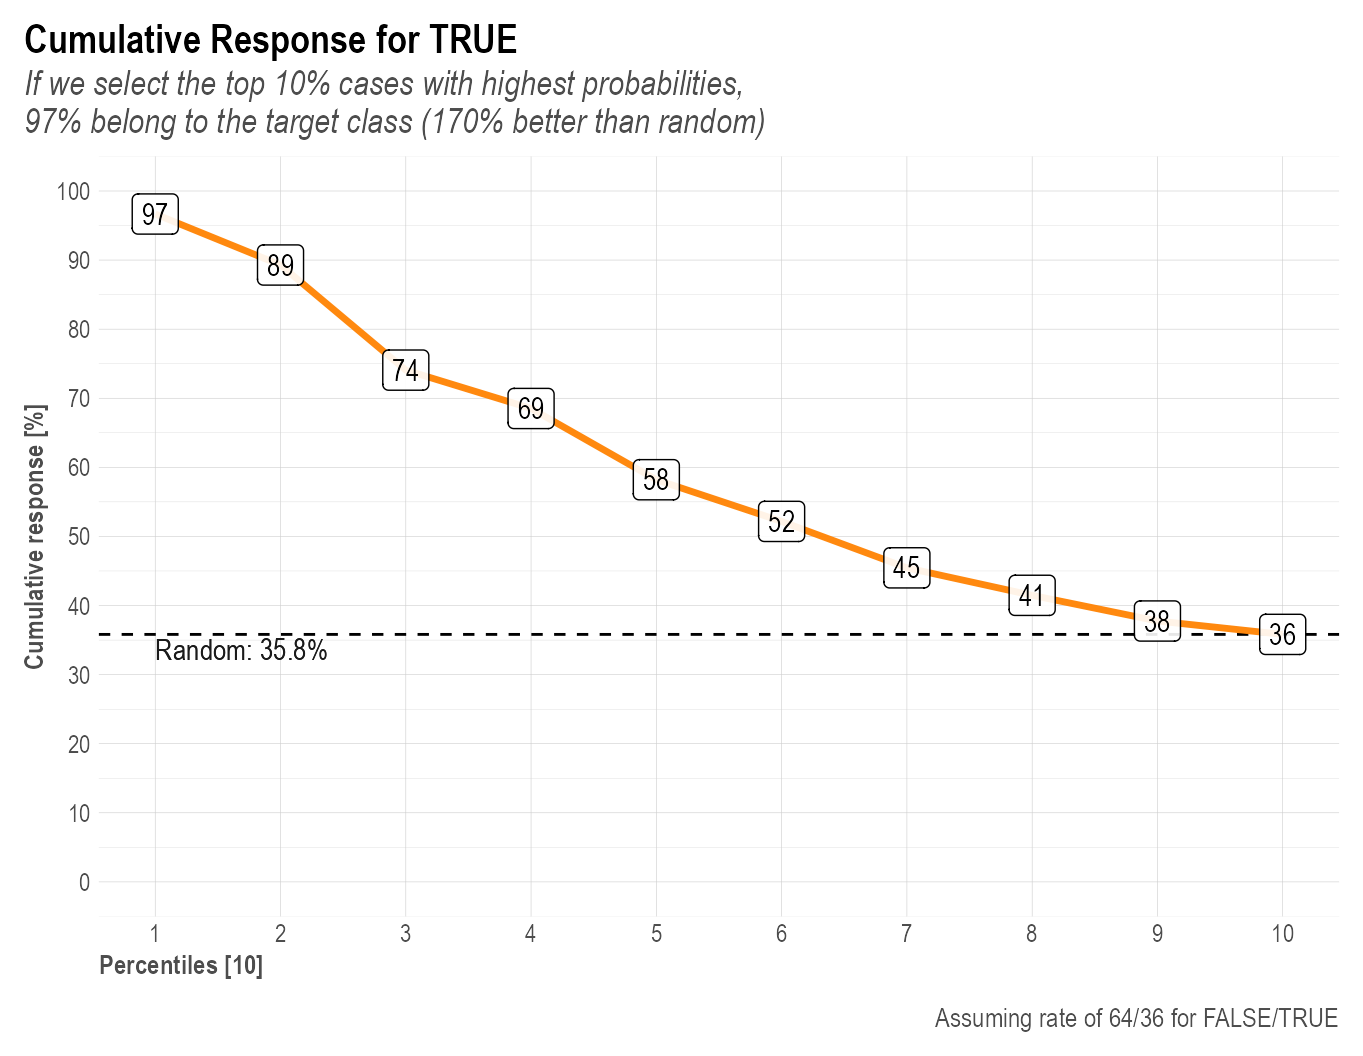 Cumulative Response for TRUE
If we select the top 10% cases with highest probabilities,
97% belong to the target class (170% better than random)
Cumulative response [%]
100
90
80
70
60
50
40
30
20
10
0
97
89
74
69
58
52
45
41
38
36
Random: 35.8%
1 2 3 4 5 6 7 8 9 10
Percentiles [10]
Assuming rate of 64/36 for FALSE/TRUE